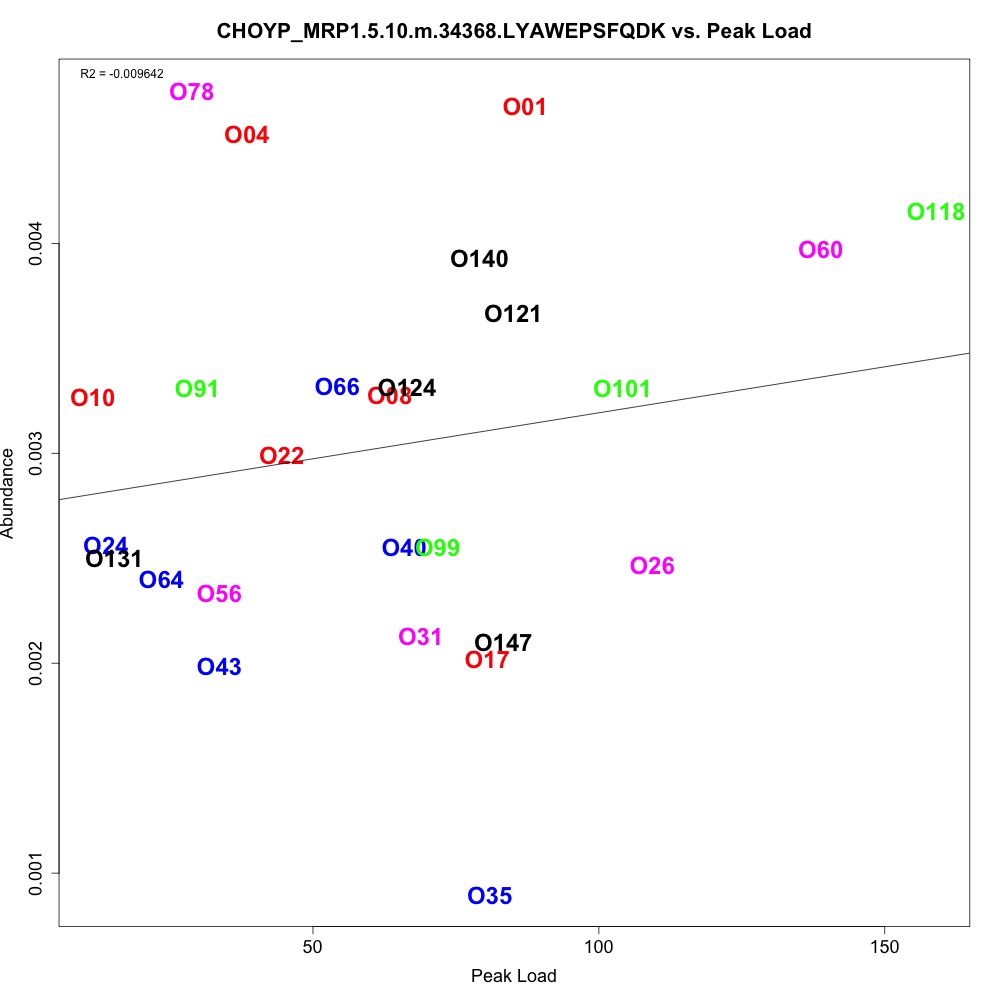 CHOYP_MRP1.5.10.m.34368.LYAWEPSFQDK vs. Peak Load
R2 = -0.009642
O78
O01
O04
O118
O60
O140
O121
O66
O124
O91
O101
O08
O10
O22
O24
O40
O99
O131
O26
O64
O56
O31
O147
O17
O43
O35
0.004
0.003
0.002
0.001
Abundance
50
100
150
Peak Load